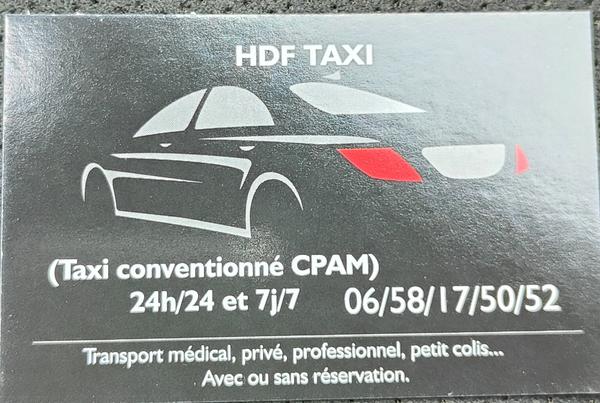 HDF TAXI
(Taxi conventionné CPAM)
24h/24 et 7j/7 06/58/17/50/52
Transport médical, privé, professionnel, petit colis...
Avec ou sans réservation.